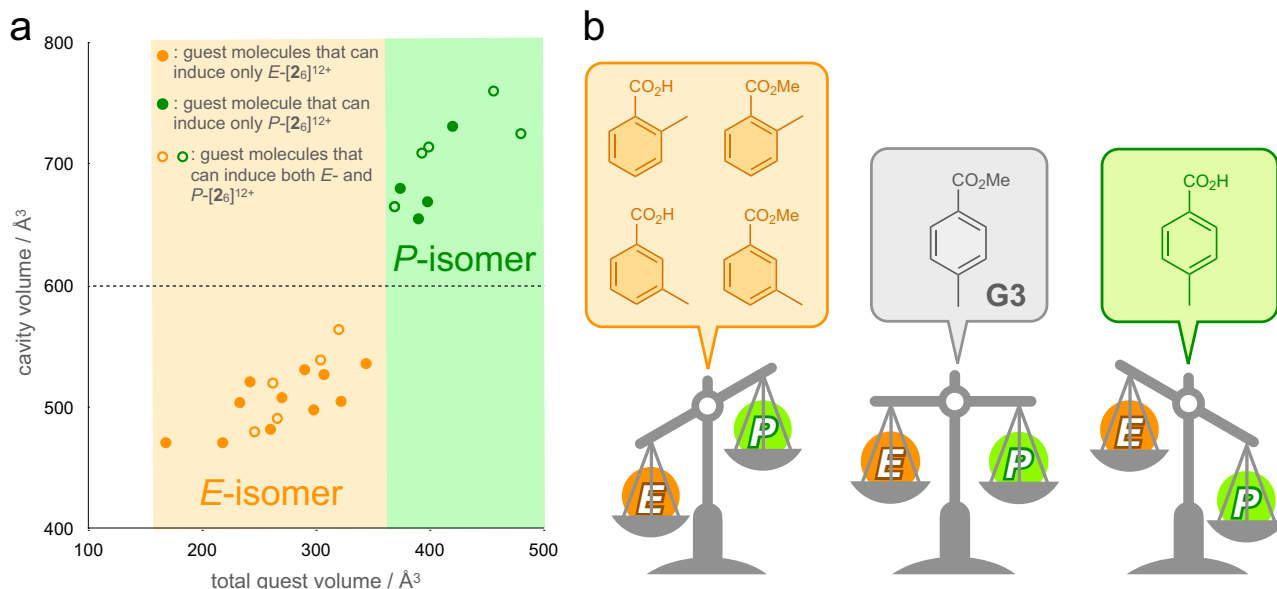 a
800
700
600
500
400
cavity volume / Å³
: guest molecules that can
induce only E-[2₆]¹²⁺
: guest molecule that can
induce only P-[2₆]¹²⁺
: guest molecules that
can induce both E- and
P-[2₆]¹²⁺
P-isomer
E-isomer
100 200 300 400 500
total guest volume / Å³
b
CO₂H CO₂Me
CO₂H CO₂Me
CO₂Me
G3
CO₂H
E P
E P
E P